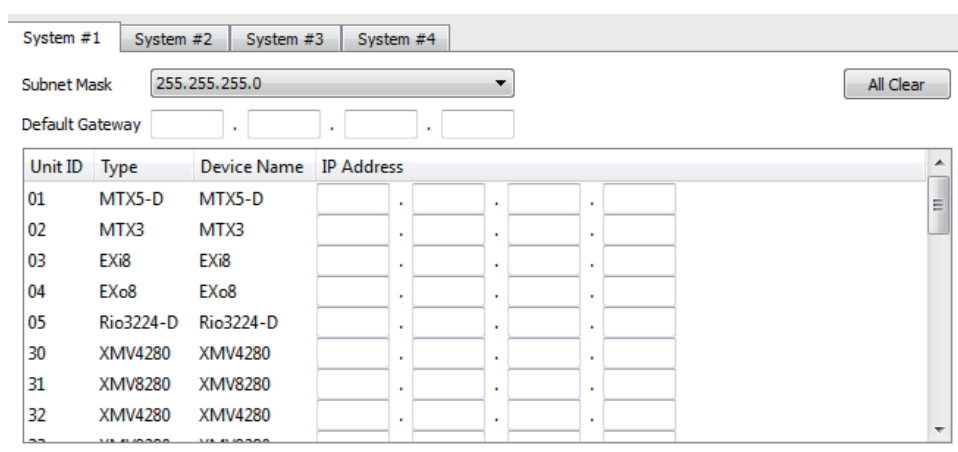 System #1 System #2 System #3 System #4
Subnet Mask 255.255.255.0 All Clear
Default Gateway . . .
Unit ID Type Device Name IP Address
01 MTX5-D MTX5-D . . .
02 MTX3 MTX3 . . .
03 EXi8 EXi8 . . .
04 EXo8 EXo8 . . .
05 Rio3224-D Rio3224-D . . .
30 XMV4280 XMV4280 . . .
31 XMV8280 XMV8280 . . .
32 XMV4280 XMV4280 . . .